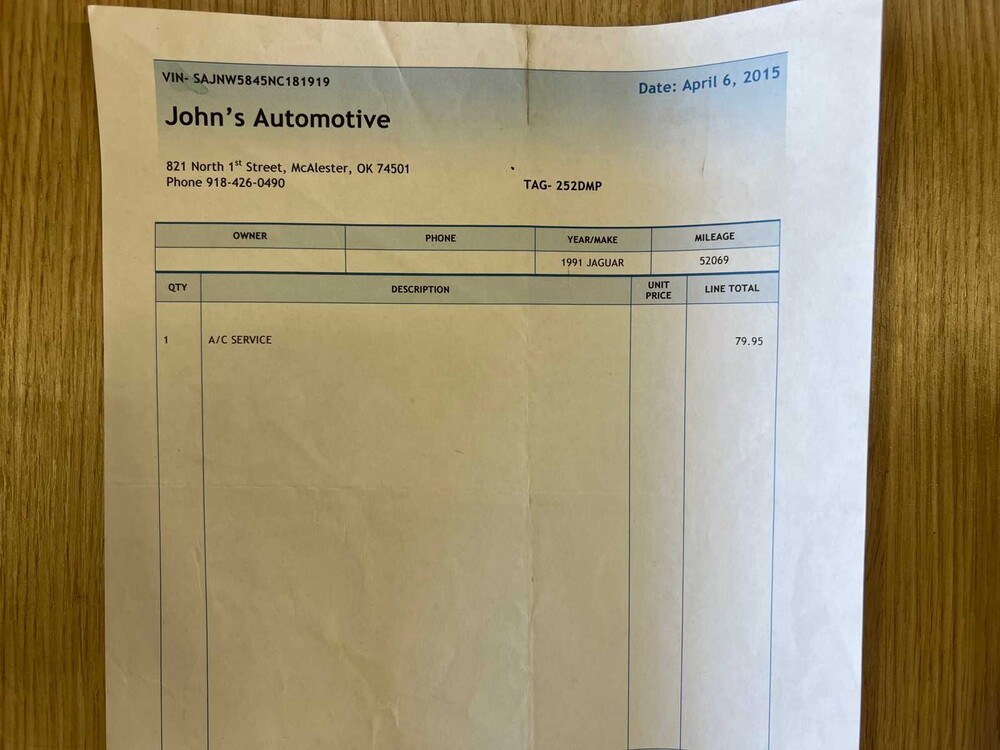 VIN- SAJNW5845NC181919
Date: April 6, 2015
John's Automotive
821 North 1st Street, McAlester, OK 74501
Phone 918-426-0490
TAG- 252DMP
OWNER PHONE YEAR/MAKE MILEAGE
1991 JAGUAR 52069
QTY DESCRIPTION UNIT PRICE LINE TOTAL
1 A/C SERVICE 79.95